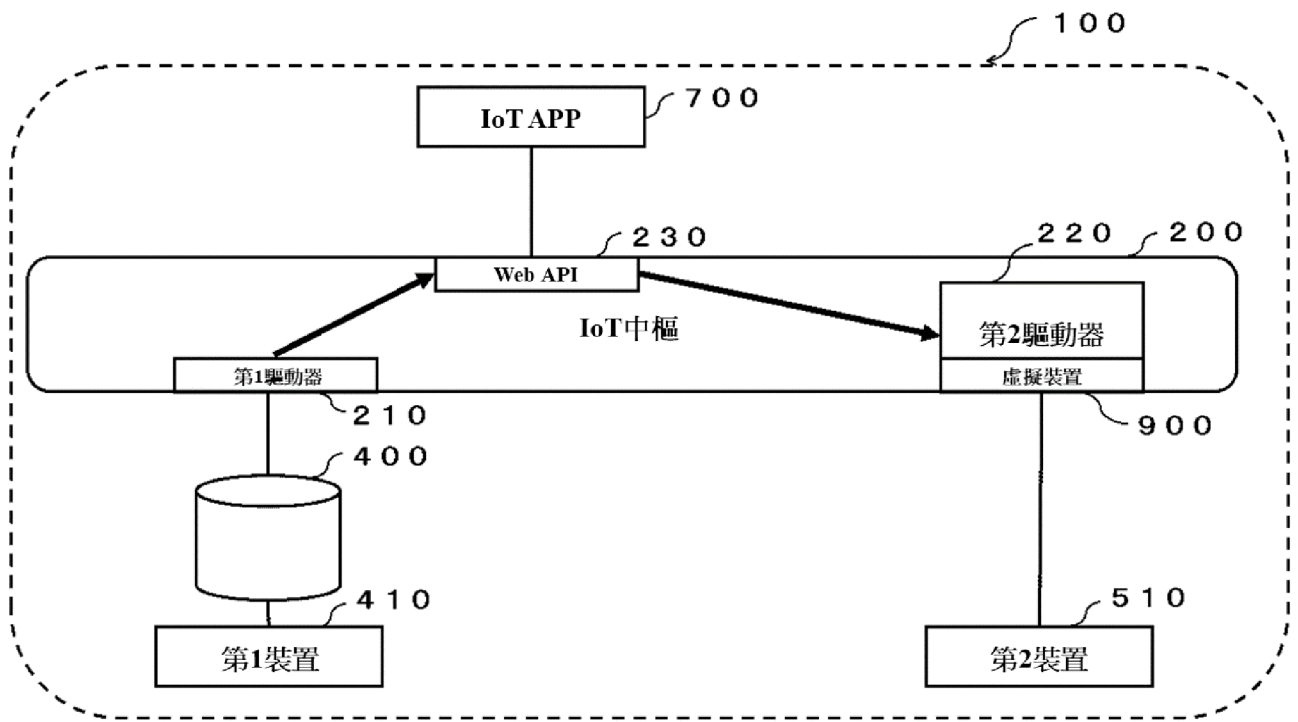 １００
IoT APP
７００
２３０
２２０
２００
Web API
IoT中樞
第2驅動器
第1驅動器
虛擬裝置
２１０
９００
４００
４１０
５１０
第1裝置
第2裝置